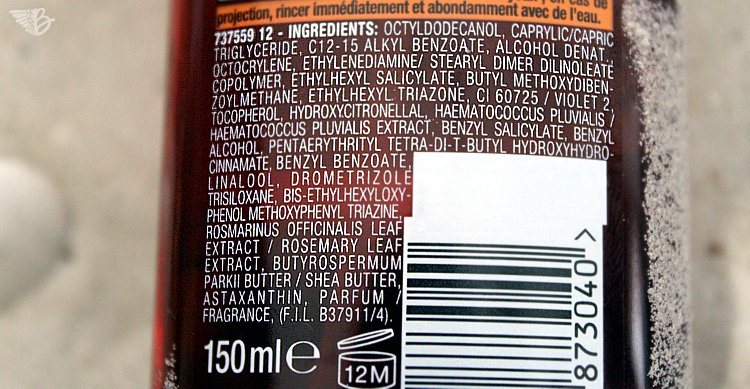 projection, rincer immédiatement et abondamment avec de l'eau.
737559 12 - INGREDIENTS: OCTYLDODECANOL, CAPRYLIC/CAPRIC
TRIGLYCERIDE, C12-15 ALKYL BENZOATE, ALCOHOL DENAT.,
OCTOCRYLENE, ETHYLENEDIAMINE/ STEARYL DIMER DILINOLEATE
COPOLYMER, ETHYLHEXYL SALICYLATE, BUTYL METHOXYDIBEN-
ZOYLMETHANE, ETHYLHEXYL TRIAZONE, CI 60725 / VIOLET 2,
TOCOPHEROL, HYDROXYCITRONELLAL, HAEMATOCOCCUS PLUVIALIS /
HAEMATOCOCCUS PLUVIALIS EXTRACT, BENZYL SALICYLATE, BENZYL
ALCOHOL, PENTAERYTHRITYL TETRA-DI-T-BUTYL HYDROXYHYDRO-
CINNAMATE, BENZYL BENZOATE,
LINALOOL, DROMETRIZOLE
TRISILOXANE, BIS-ETHYLHEXYLOXY-
PHENOL METHOXYPHENYL TRIAZINE,
ROSMARINUS OFFICINALIS LEAF
EXTRACT / ROSEMARY LEAF
EXTRACT, BUTYROSPERMUM
PARKII BUTTER / SHEA BUTTER,
ASTAXANTHIN, PARFUM /
FRAGRANCE, (F.I.L. B37911/4).
150 ml e
12M
873040 >